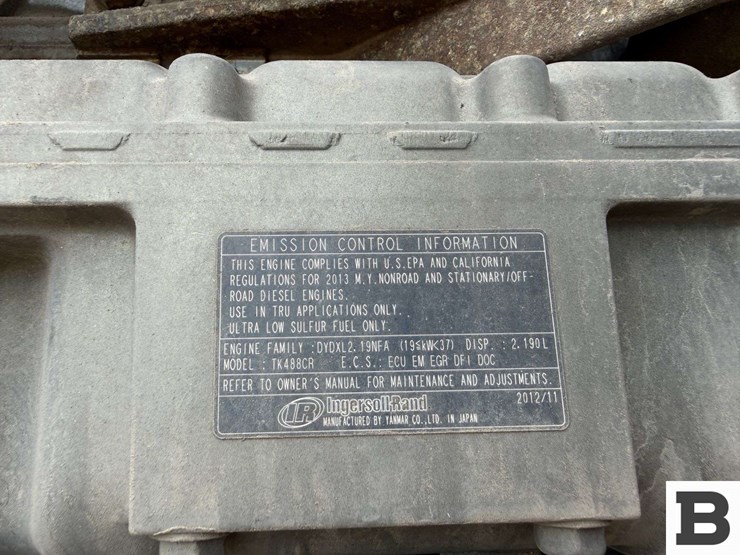 EMISSION CONTROL INFORMATION
THIS ENGINE COMPLIES WITH U.S.EPA AND CALIFORNIA
REGULATIONS FOR 2013 M.Y.NONROAD AND STATIONARY/OFF-
ROAD DIESEL ENGINES.
USE IN TRU APPLICATIONS ONLY.
ULTRA LOW SULFUR FUEL ONLY.
ENGINE FAMILY :DYDXL2.19NFA (19≤kW<37) DISP. : 2.190L
MODEL : TK488CR E.C.S.: ECU EM EGR DFI DOC
REFER TO OWNER'S MANUAL FOR MAINTENANCE AND ADJUSTMENTS.
2012/11
IR Ingersoll-Rand
MANUFACTURED BY YANMAR CO.,LTD. IN JAPAN
B